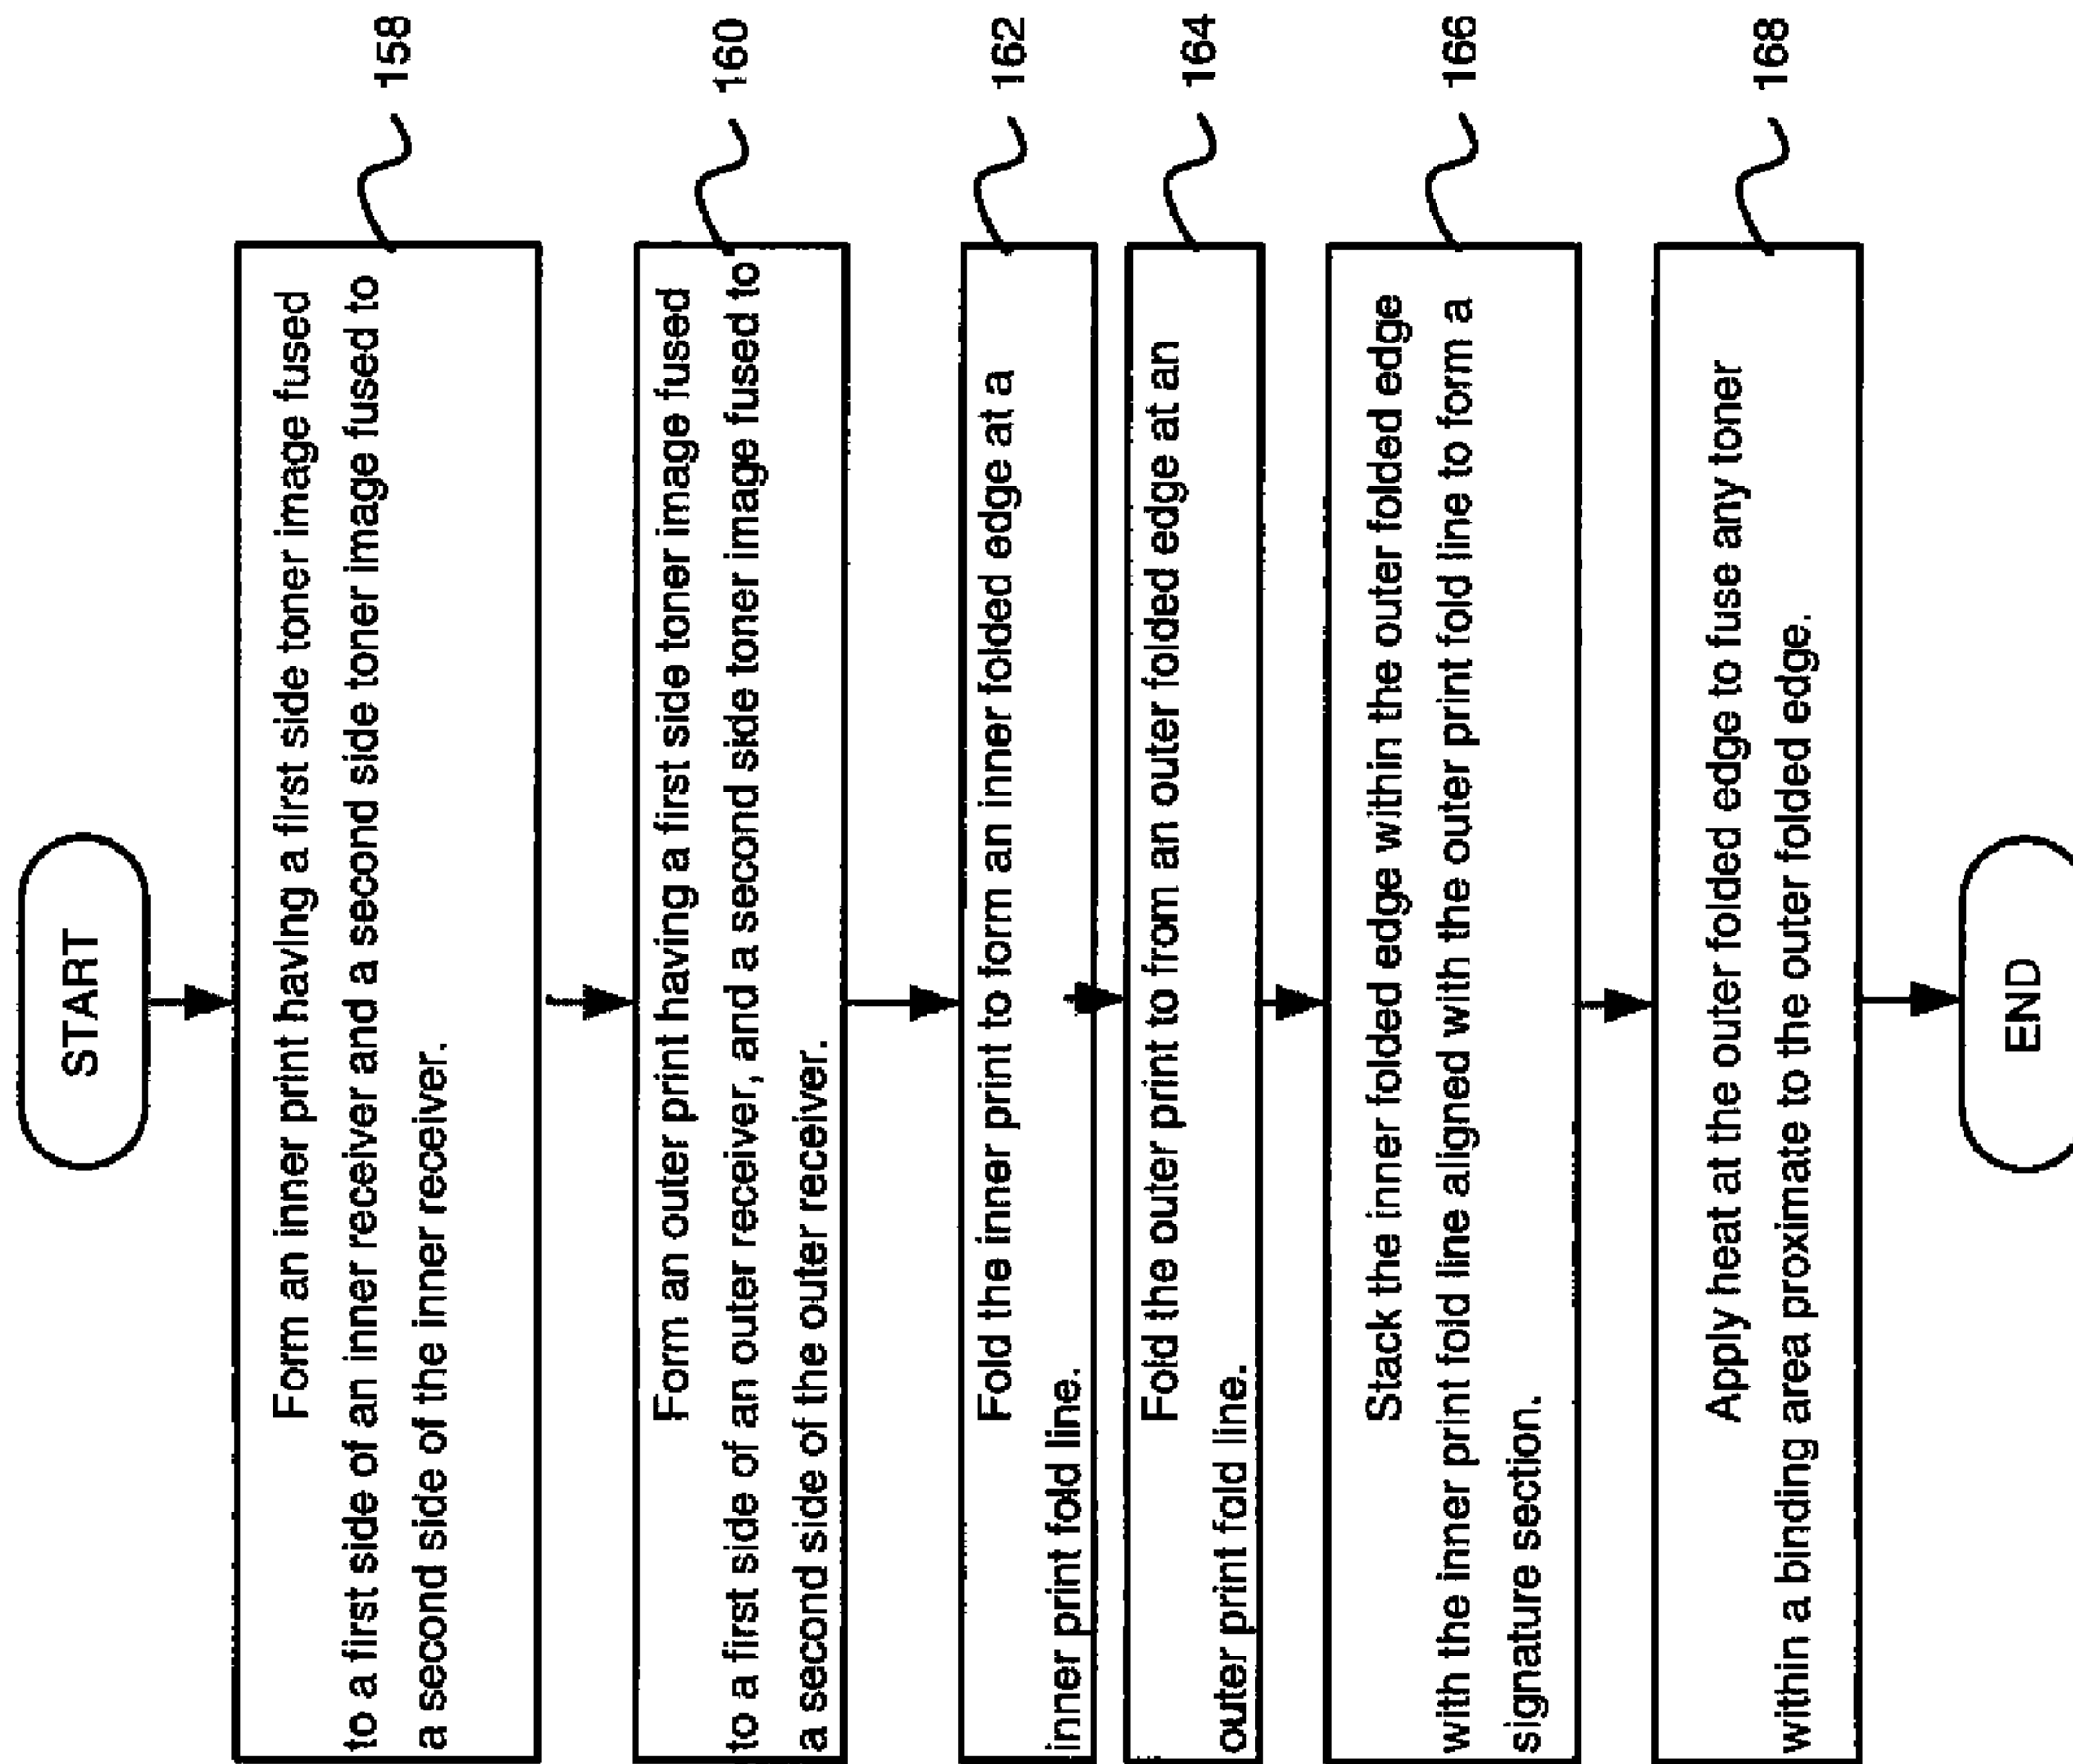 START
Form an inner print having a first side toner image fused
to a first side of an inner receiver and a second side toner image fused to
a second side of the inner receiver.
158
Form an outer print having a first side toner image fused
to a first side of an outer receiver, and a second side toner image fused to
a second side of the outer receiver.
160
Fold the inner print to form an inner folded edge at a
inner print fold line.
162
Fold the outer print to from an outer folded edge at an
outer print fold line.
164
Stack the inner folded edge within the outer folded edge
with the inner print fold line aligned with the outer print fold line to form a
signature section.
166
Apply heat at the outer folded edge to fuse any toner
within a binding area proximate to the outer folded edge.
168
END